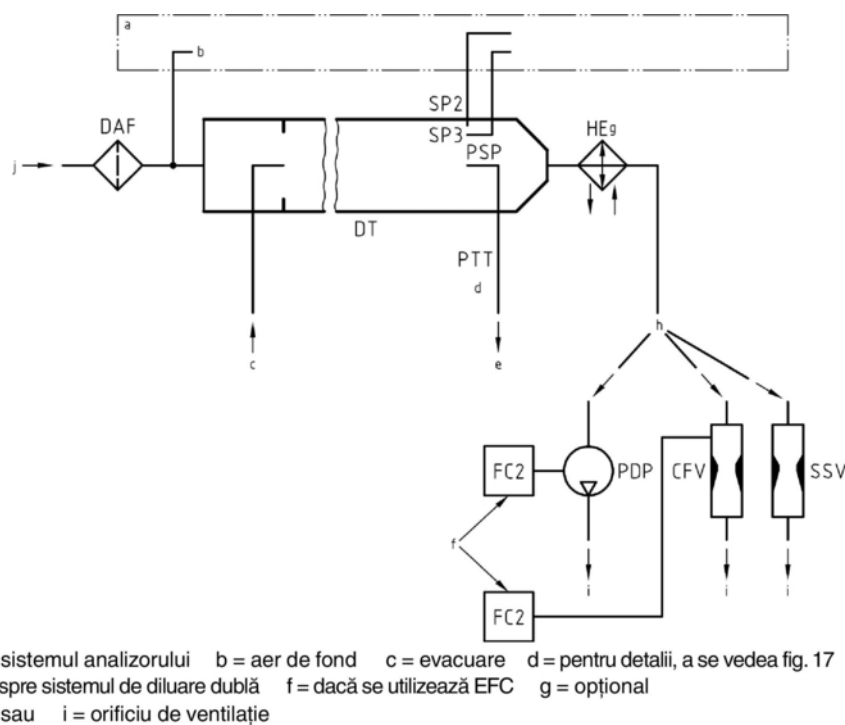 a
b
SP2
DAF
SP3
HEg
PSP
j
DT
PTT
d
c
e
h
FC2
PDP
CFV
SSV
f
i
i
i
FC2
sistemul analizorului b = aer de fond c = evacuare d = pentru detalii, a se vedea fig. 17
spre sistemul de diluare dublă f = dacă se utilizează EFC g = opțional
sau i = orificiu de ventilație